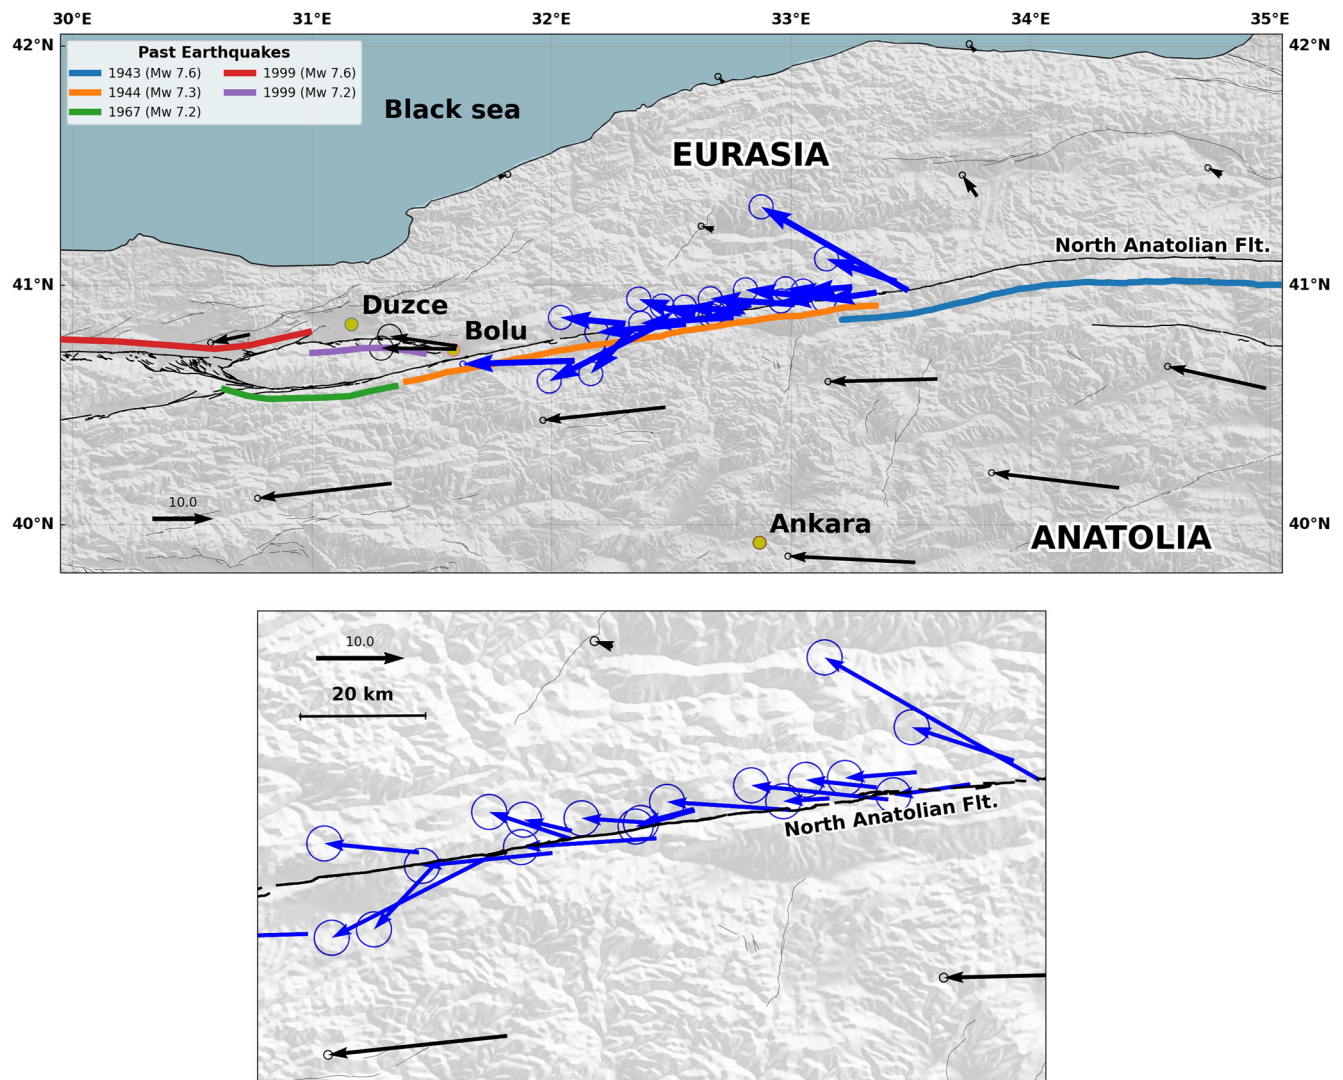 30°E 31°E 32°E 33°E 34°E 35°E
42°N 42°N
Past Earthquakes
1943 (Mw 7.6) 1999 (Mw 7.6)
1944 (Mw 7.3) 1999 (Mw 7.2)
1967 (Mw 7.2)
Black sea
EURASIA
North Anatolian Flt.
41°N 41°N
Duzce
Bolu
10.0
40°N 40°N
Ankara
ANATOLIA
10.0
20 km
North Anatolian Flt.